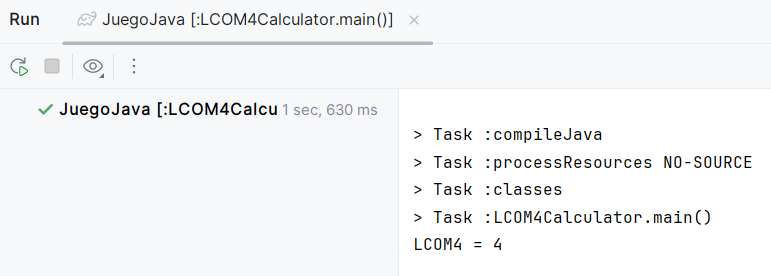 Run
JuegoJava [:LCOM4Calculator.main()]
JuegoJava [:LCOM4Calcu 1 sec, 630 ms
> Task :compileJava
> Task :processResources NO-SOURCE
> Task :classes
> Task :LCOM4Calculator.main()
LCOM4 = 4